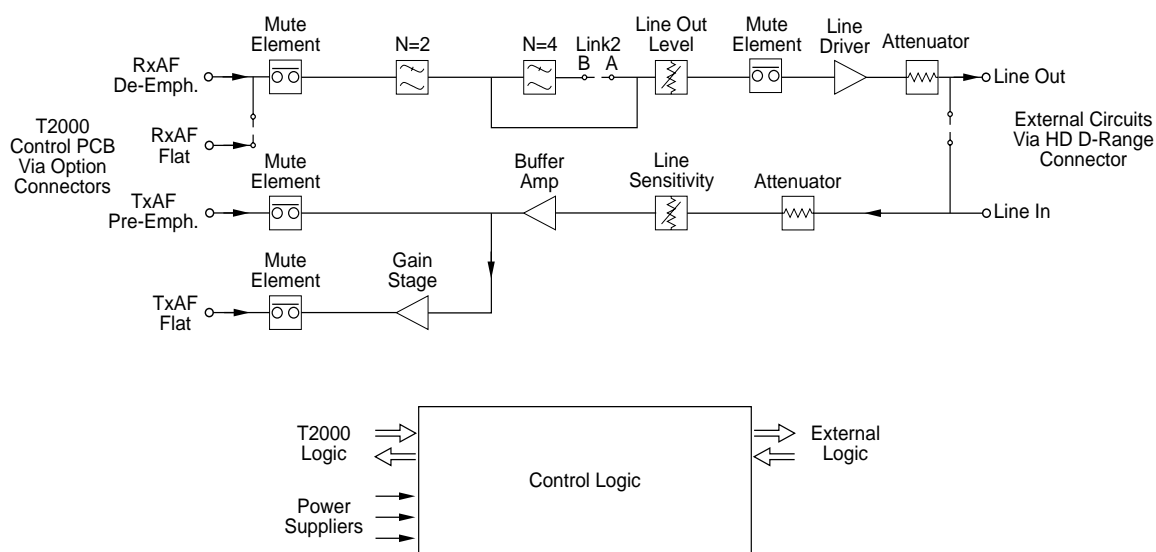 Mute
Element
N=2
N=4
Link2
B A
Line Out
Level
Mute
Element
Line
Driver
Attenuator
RxAF
De-Emph.
Line Out
T2000
Control PCB
Via Option
Connectors
RxAF
Flat
External Circuits
Via HD D-Range
Connector
Mute
Element
Buffer
Amp
Line
Sensitivity
Attenuator
TxAF
Pre-Emph.
Line In
Mute
Element
Gain
Stage
TxAF
Flat
T2000
Logic
Control Logic
External
Logic
Power
Suppliers